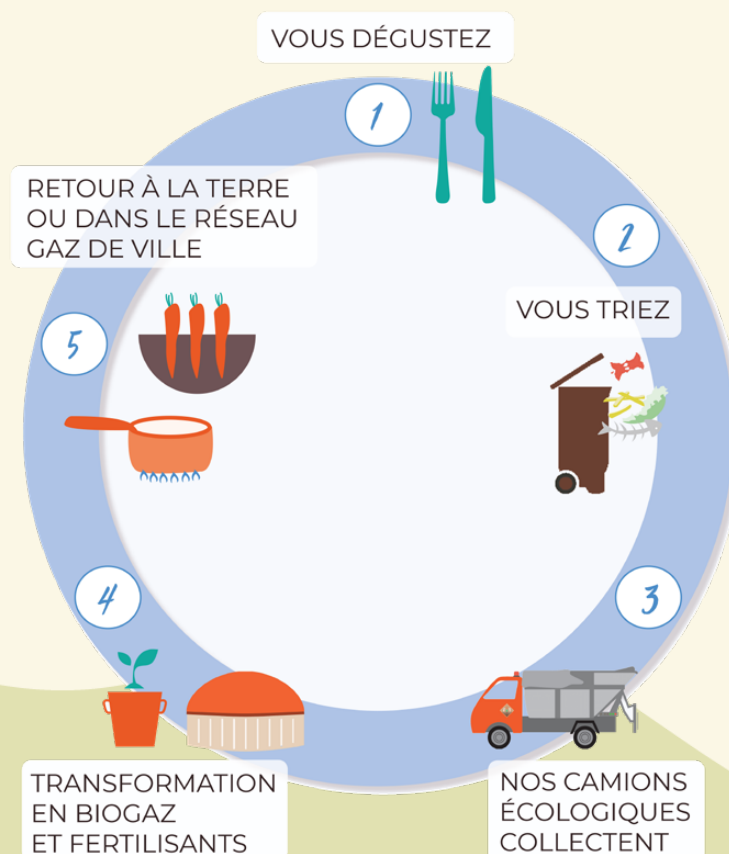 VOUS DÉGUSTEZ
1
2
VOUS TRIEZ
3
NOS CAMIONS
ÉCOLOGIQUES
COLLECTENT
4
TRANSFORMATION
EN BIOGAZ
ET FERTILISANTS
5
RETOUR À LA TERRE
OU DANS LE RÉSEAU
GAZ DE VILLE